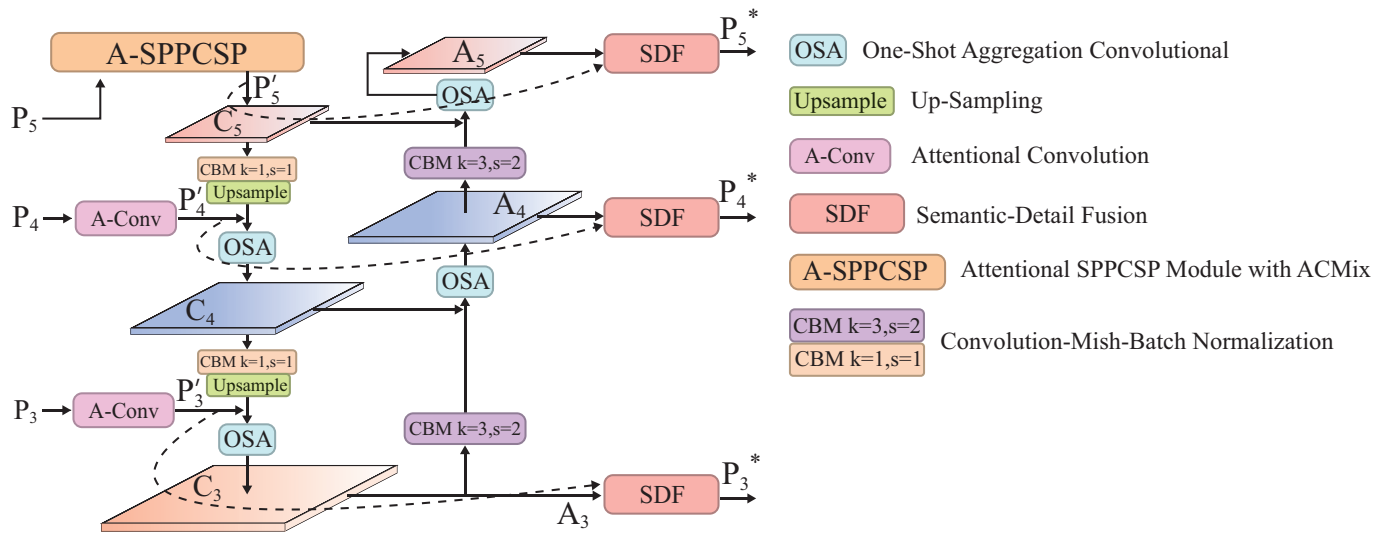 A-SPPCSP
P₅
P′₅
C₅
CBM k=1,s=1
Upsample
P₄
A-Conv
P′₄
OSA
C₄
CBM k=1,s=1
Upsample
P₃
A-Conv
P′₃
OSA
C₃
A₅
OSA
CBM k=3,s=2
A₄
OSA
CBM k=3,s=2
A₃
SDF
P₅*
SDF
P₄*
SDF
P₃*
OSA One-Shot Aggregation Convolutional
Upsample Up-Sampling
A-Conv Attentional Convolution
SDF Semantic-Detail Fusion
A-SPPCSP Attentional SPPCSP Module with ACMix
CBM k=3,s=2
Convolution-Mish-Batch Normalization
CBM k=1,s=1